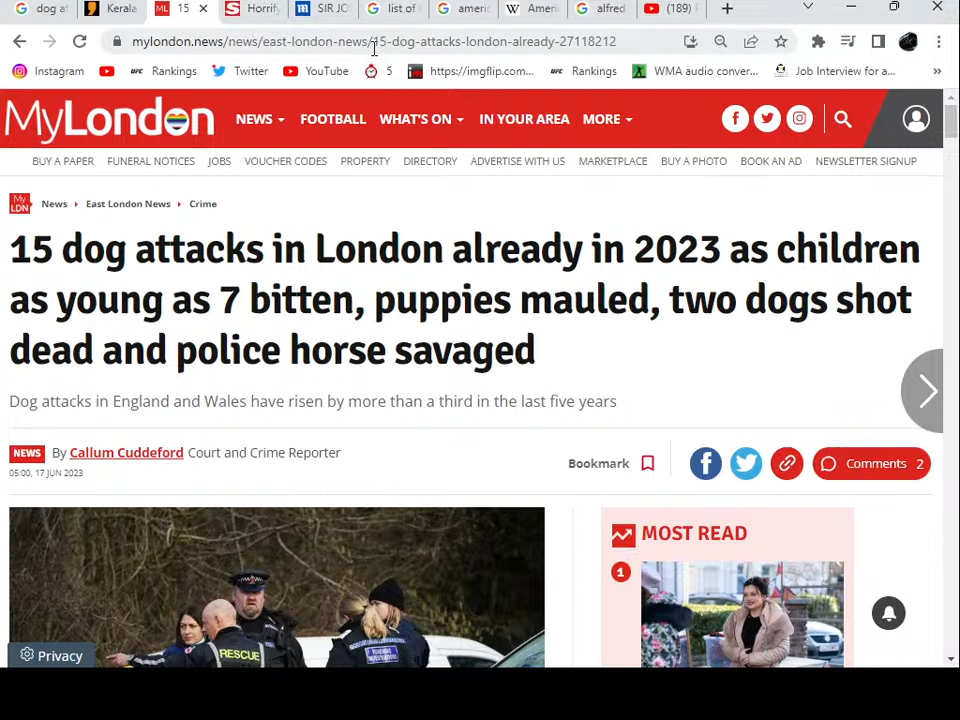 dog at
Kerala
15
Horrify
SIR JO
list of
americ
Ameri
alfred
(189)
mylondon.news/news/east-london-news/15-dog-attacks-london-already-27118212
Instagram
Rankings
Twitter
YouTube
5
https://imgflip.com...
Rankings
WMA audio conver...
Job Interview for a...
»
MyLondon
NEWS
FOOTBALL
WHAT'S ON
IN YOUR AREA
MORE
BUY A PAPER
FUNERAL NOTICES
JOBS
VOUCHER CODES
PROPERTY
DIRECTORY
ADVERTISE WITH US
MARKETPLACE
BUY A PHOTO
BOOK AN AD
NEWSLETTER SIGNUP
My
LDN
News
East London News
Crime
15 dog attacks in London already in 2023 as children
as young as 7 bitten, puppies mauled, two dogs shot
dead and police horse savaged
Dog attacks in England and Wales have risen by more than a third in the last five years
NEWS
By Callum Cuddeford Court and Crime Reporter
05:00, 17 JUN 2023
Bookmark
Comments 2
MOST READ
1
RESCUE
Privacy